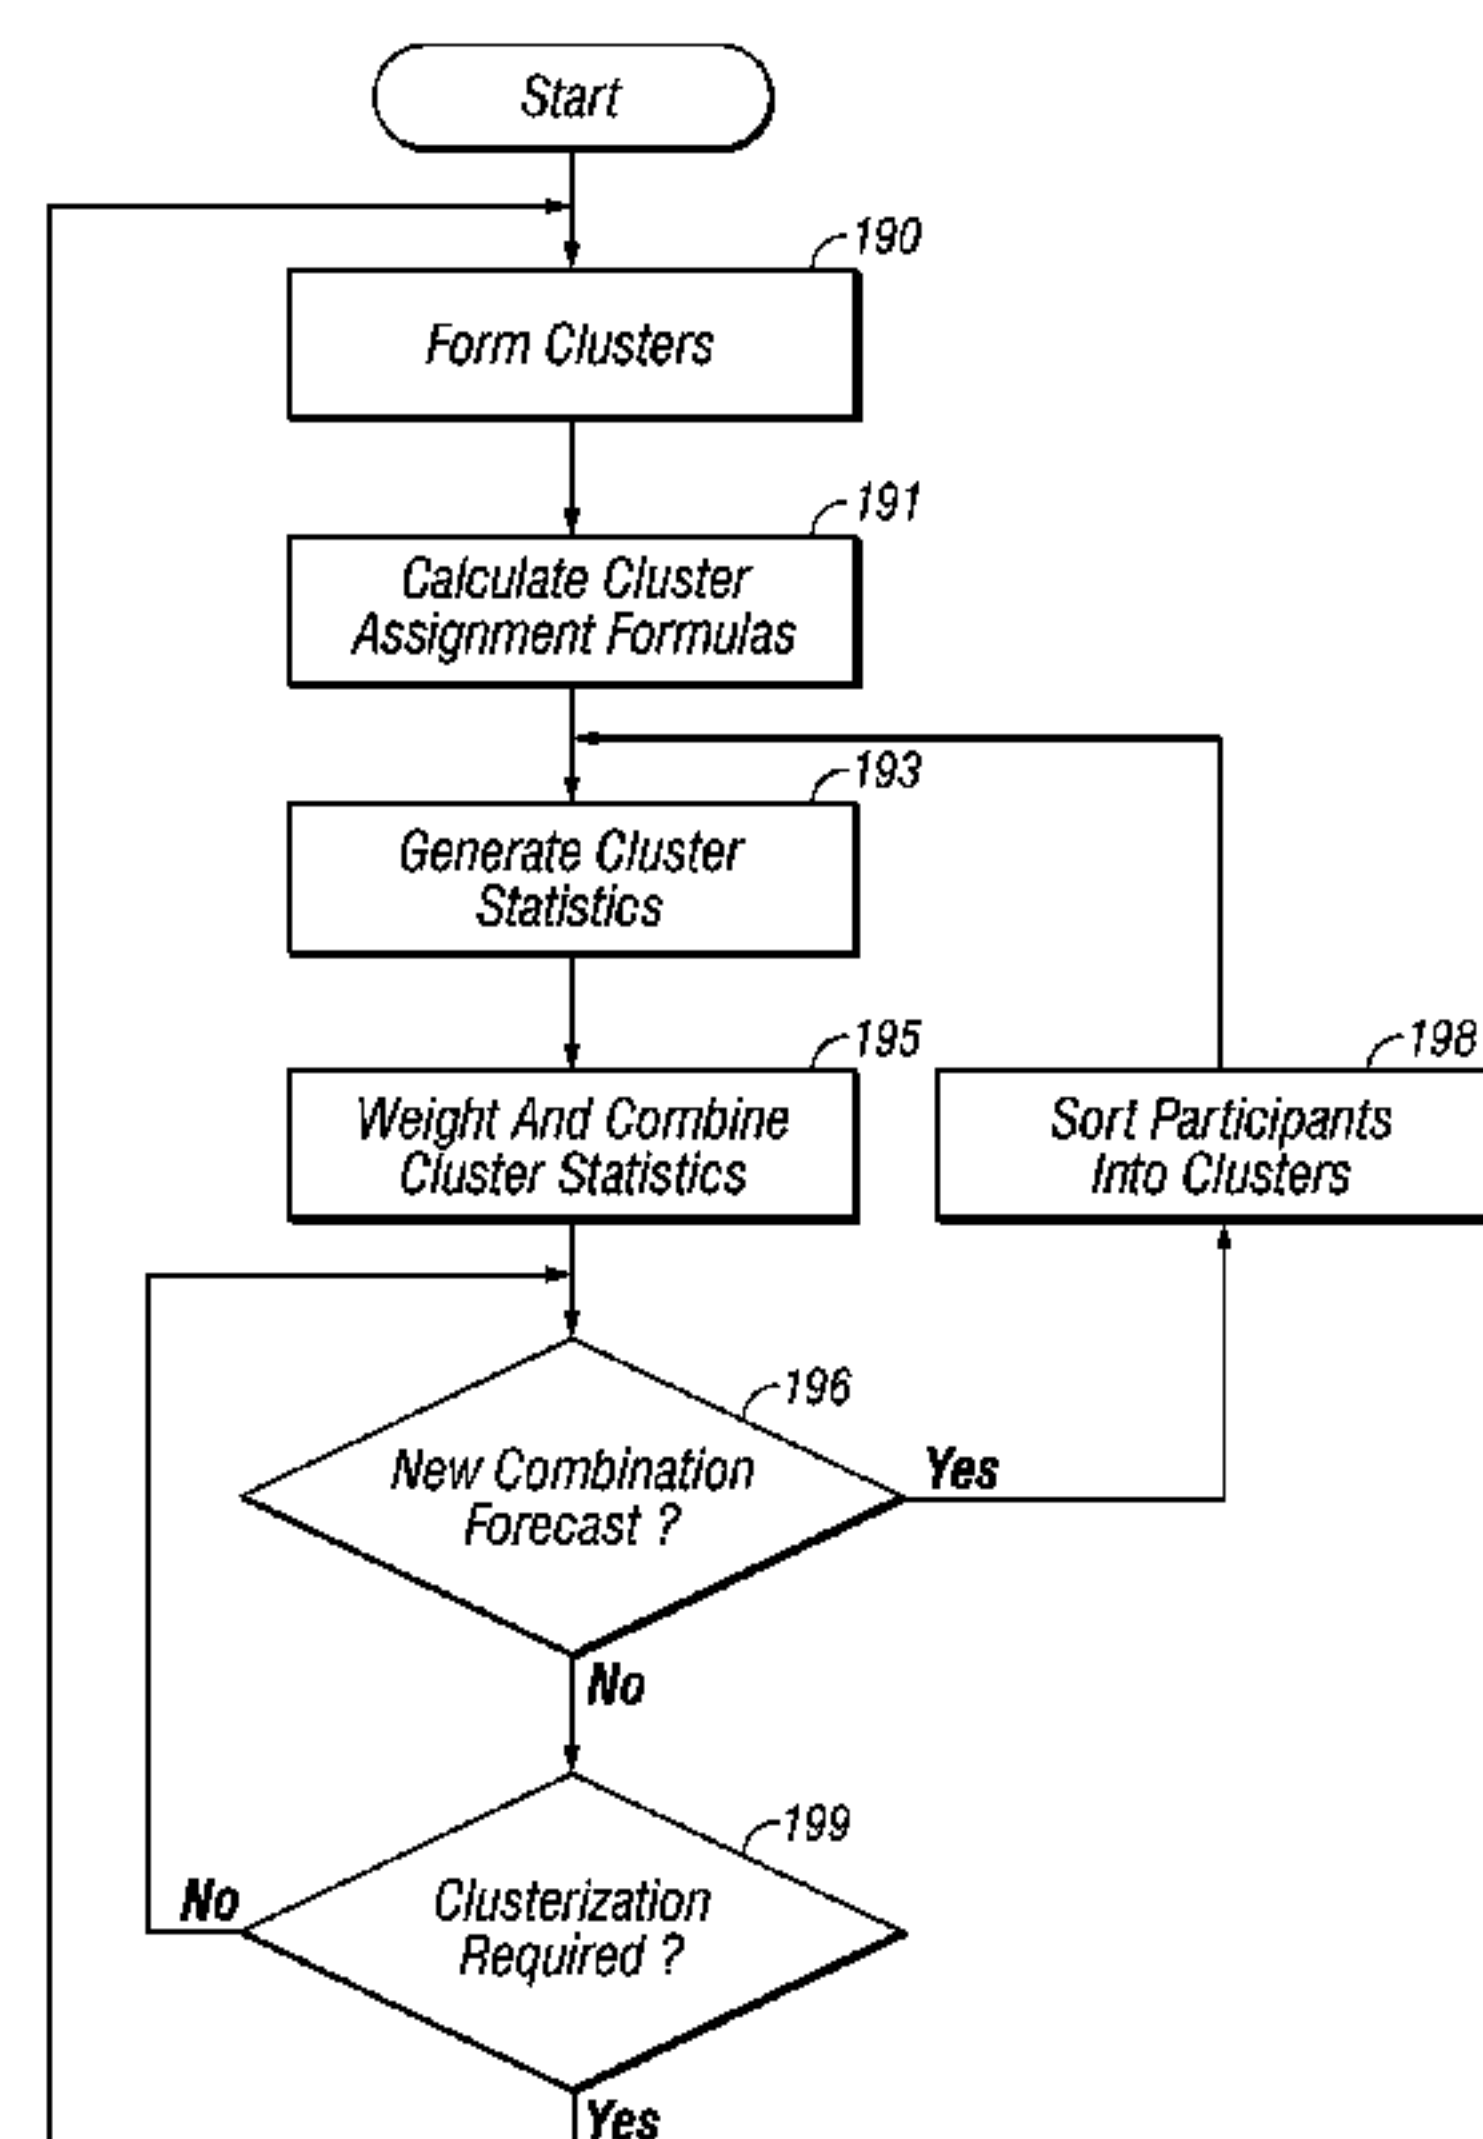 Start
190
Form Clusters
191
Calculate Cluster
Assignment Formulas
193
Generate Cluster
Statistics
195
Weight And Combine
Cluster Statistics
198
Sort Participants
Into Clusters
196
New Combination
Forecast ?
Yes
No
199
Clusterization
Required ?
No
Yes